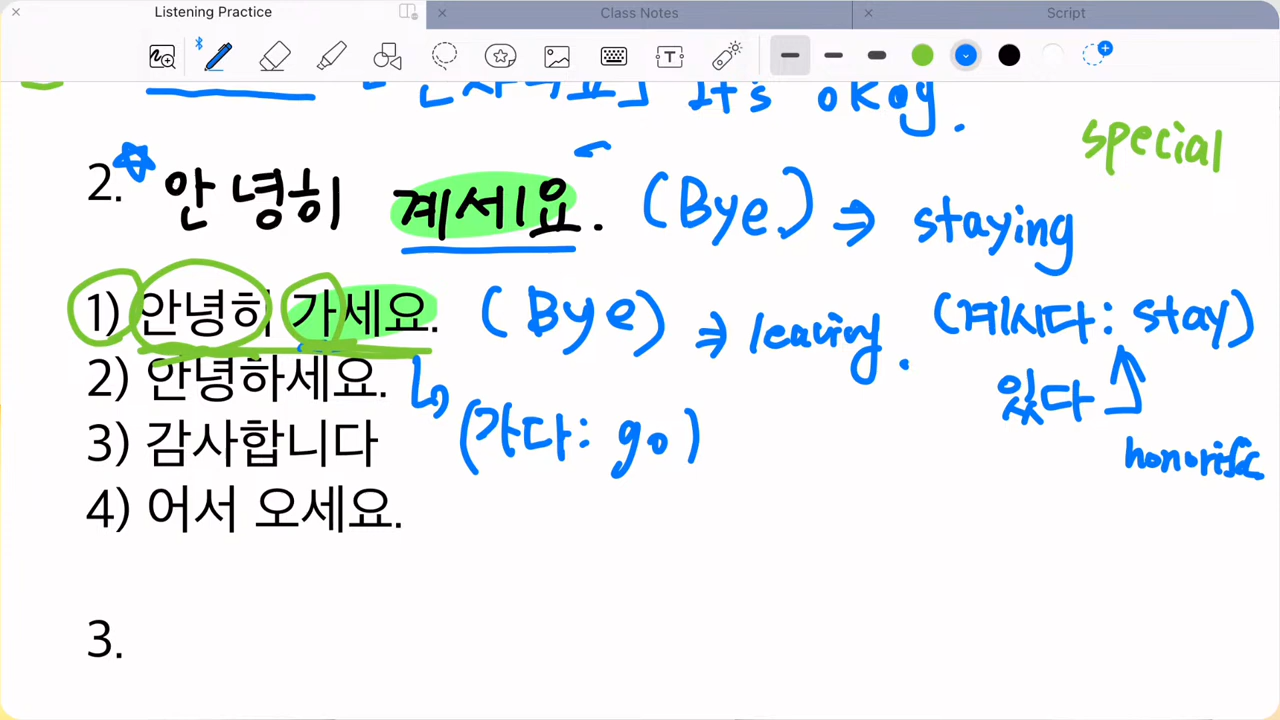 Listening Practice Class Notes Script
It's okay.
special
2. 안녕히 계세요. (Bye.) ⇒ staying
1) 안녕히 가세요. (Bye) ⇒ leaving.
(계시다: stay)
2) 안녕하세요.
있다
(가다: go)
3) 감사합니다
honorific
4) 어서 오세요.
3.